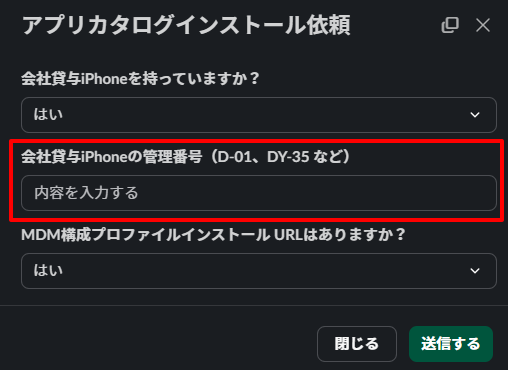 アプリカタログインストール依頼
会社貸与iPhoneを持っていますか？
はい
会社貸与iPhoneの管理番号（D-01、DY-35 など）
内容を入力する
MDM構成プロファイルインストール URLはありますか？
はい
閉じる
送信する